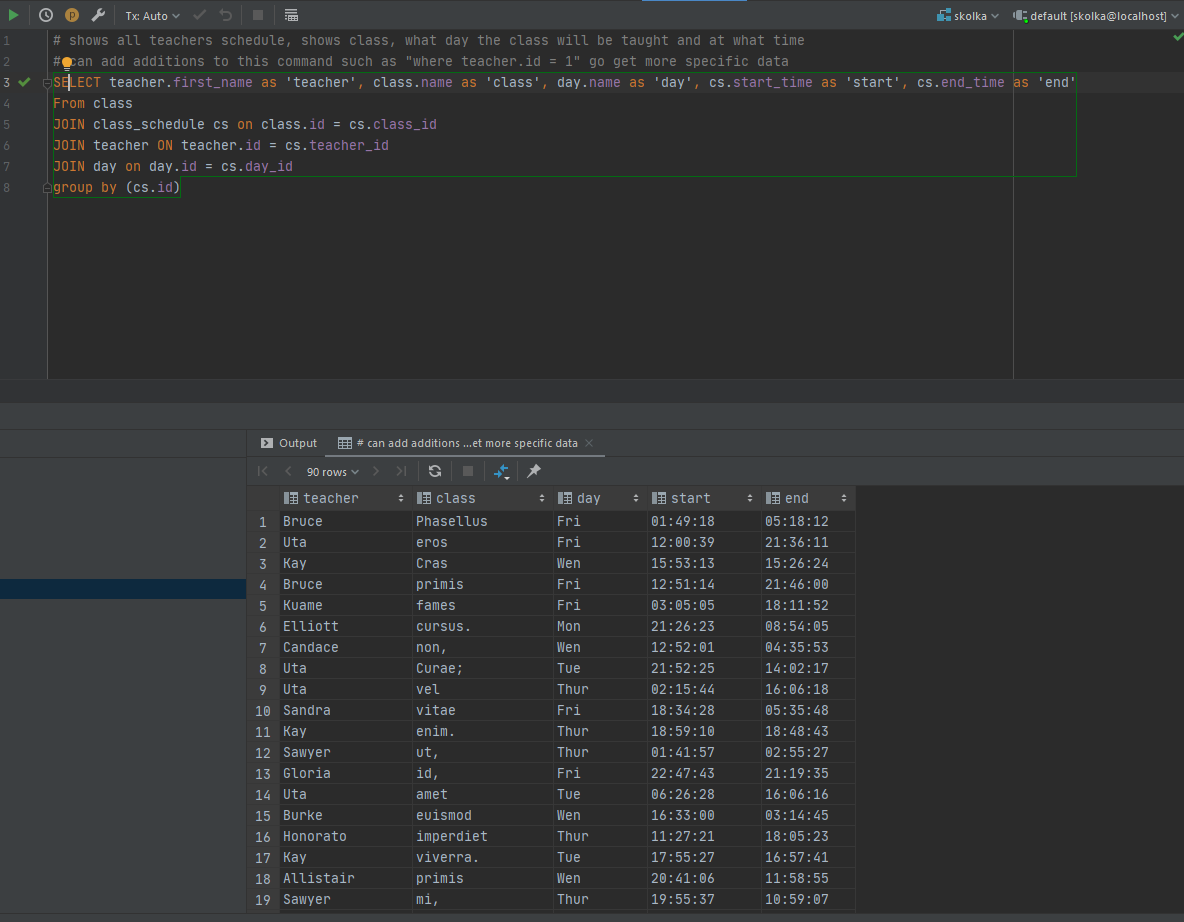 Tx: Auto
skolka
default [skolka@localhost]
1 # shows all teachers schedule, shows class, what day the class will be taught and at what time
2 # can add additions to this command such as "where teacher.id = 1" go get more specific data
3 SELECT teacher.first_name as 'teacher', class.name as 'class', day.name as 'day', cs.start_time as 'start', cs.end_time as 'end'
4 From class
5 JOIN class_schedule cs on class.id = cs.class_id
6 JOIN teacher ON teacher.id = cs.teacher_id
7 JOIN day on day.id = cs.day_id
8 group by (cs.id)
Output # can add additions ...et more specific data
90 rows
teacher class day start end
1 Bruce Phasellus Fri 01:49:18 05:18:12
2 Uta eros Fri 12:00:39 21:36:11
3 Kay Cras Wen 15:53:13 15:26:24
4 Bruce primis Fri 12:51:14 21:46:00
5 Kuame fames Fri 03:05:05 18:11:52
6 Elliott cursus. Mon 21:26:23 08:54:05
7 Candace non, Wen 12:52:01 04:35:53
8 Uta Curae; Tue 21:52:25 14:02:17
9 Uta vel Thur 02:15:44 16:06:18
10 Sandra vitae Fri 18:34:28 05:35:48
11 Kay enim. Thur 18:59:10 18:48:43
12 Sawyer ut, Thur 01:41:57 02:55:27
13 Gloria id, Fri 22:47:43 21:19:35
14 Uta amet Tue 06:26:28 16:06:16
15 Burke euismod Wen 16:33:00 03:14:45
16 Honorato imperdiet Thur 11:27:21 18:05:23
17 Kay viverra. Tue 17:55:27 16:57:41
18 Allistair primis Wen 20:41:06 11:58:55
19 Sawyer mi, Thur 19:55:37 10:59:07